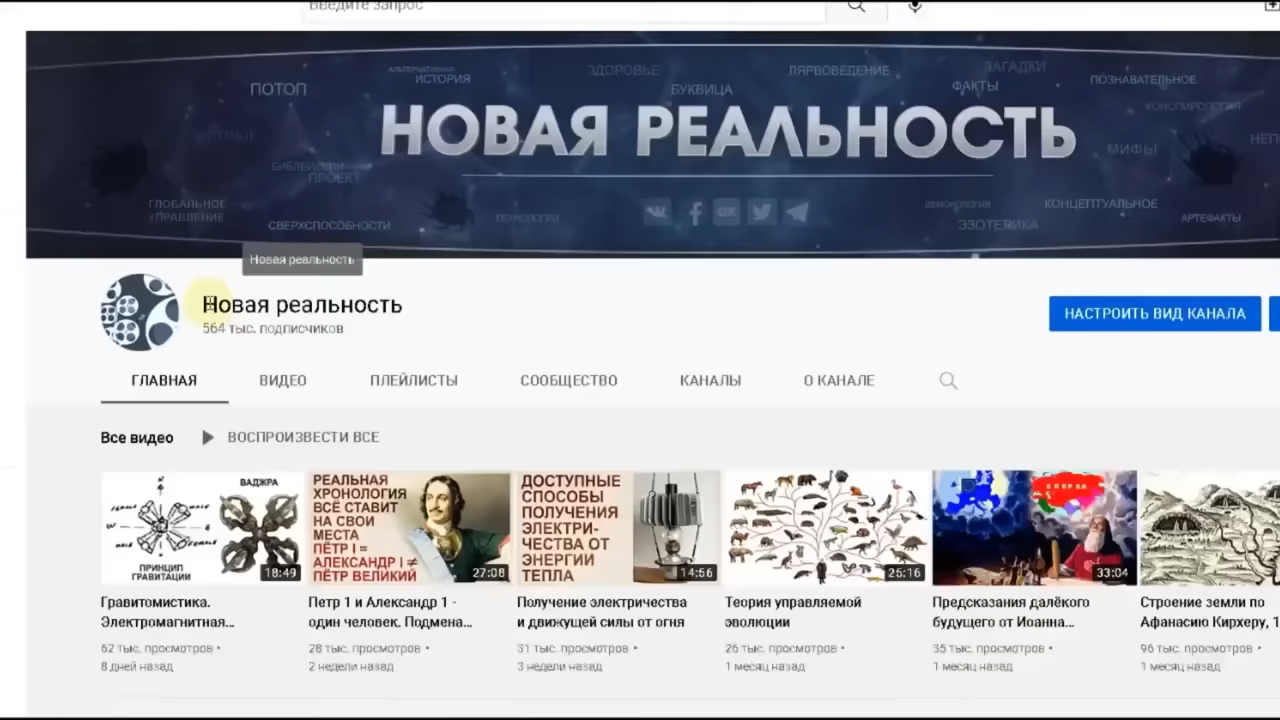 Введите запрос
ПОТОП
АЛЬТЕРНАТИВНАЯ
ИСТОРИЯ
ЗДОРОВЬЕ
БУКВИЦА
ЛЯРВОВЕДЕНИЕ
ЗАГАДКИ
ФАКТЫ
ПОЗНАВАТЕЛЬНОЕ
КОНСПИРОЛОГИЯ
АСТРАЛ
БИБЛЕЙСКИЙ
ПРОЕКТ
НОВАЯ РЕАЛЬНОСТЬ
МИФЫ
ГЛОБАЛЬНОЕ
УПРАВЛЕНИЕ
СВЕРХСПОСОБНОСТИ
ТЕХНОЛОГИИ
ДЕМОНОЛОГИЯ
ЭЗОТЕРИКА
КОНЦЕПТУАЛЬНОЕ
АРТЕФАКТЫ
Новая реальность
Новая реальность
564 тыс. подписчиков
НАСТРОИТЬ ВИД КАНАЛА
ГЛАВНАЯ ВИДЕО ПЛЕЙЛИСТЫ СООБЩЕСТВО КАНАЛЫ О КАНАЛЕ
Все видео ВОСПРОИЗВЕСТИ ВСЕ
ВАДЖРА
ПРИНЦИП
ГРАВИТАЦИИ
18:49
РЕАЛЬНАЯ
ХРОНОЛОГИЯ
ВСЁ СТАВИТ
НА СВОИ
МЕСТА
ПЁТР I =
АЛЕКСАНДР I ≠
ПЁТР ВЕЛИКИЙ
27:08
ДОСТУПНЫЕ
СПОСОБЫ
ПОЛУЧЕНИЯ
ЭЛЕКТРИ-
ЧЕСТВА ОТ
ЭНЕРГИИ
ТЕПЛА
14:56
25:16
33:04
Гравитомистика.
Электромагнитная...
62 тыс. просмотров •
8 дней назад
Петр 1 и Александр 1 -
один человек. Подмена...
28 тыс. просмотров •
2 недели назад
Получение электричества
и движущей силы от огня
31 тыс. просмотров •
3 недели назад
Теория управляемой
эволюции
26 тыс. просмотров •
1 месяц назад
Предсказания далёкого
будущего от Иоанна...
35 тыс. просмотров •
1 месяц назад
Строение земли по
Афанасию Кирхеру, 1
96 тыс. просмотров •
1 месяц назад